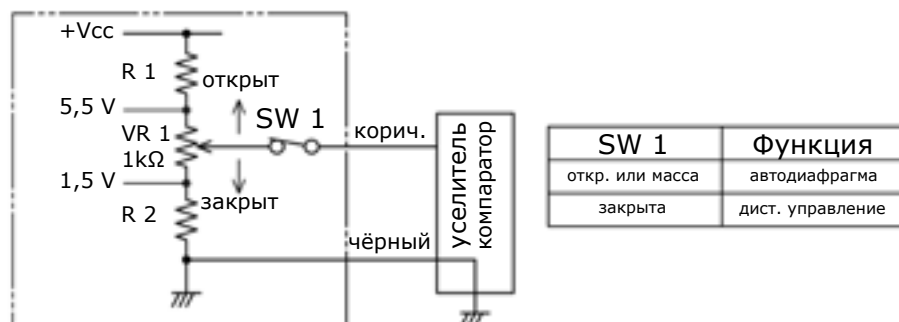 +Vcc
R 1
открыт
5,5 V
SW 1
VR 1
1kΩ
корич.
1,5 V
закрыт
R 2
чёрный
уселитель
компаратор
SW 1 Функция
откр. или масса автодиафрагма
закрыта дист. управление